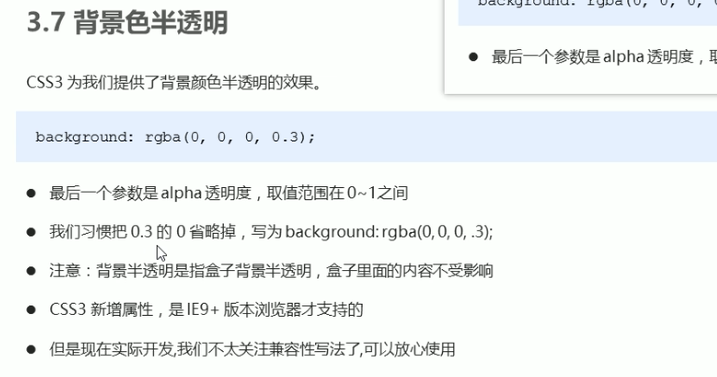 3.7 背景色半透明
CSS3 为我们提供了背景颜色半透明的效果。
background: rgba(0, 0, 0, 0.3);
● 最后一个参数是 alpha 透明度，取值范围在 0~1之间
● 我们习惯把 0.3 的 0 省略掉，写为 background: rgba(0, 0, 0, .3);
● 注意：背景半透明是指盒子背景半透明，盒子里面的内容不受影响
● CSS3 新增属性，是 IE9+ 版本浏览器才支持的
● 但是现在实际开发,我们不太关注兼容性写法了,可以放心使用
background: rgba(0, 0, 0,
● 最后一个参数是 alpha 透明度，取